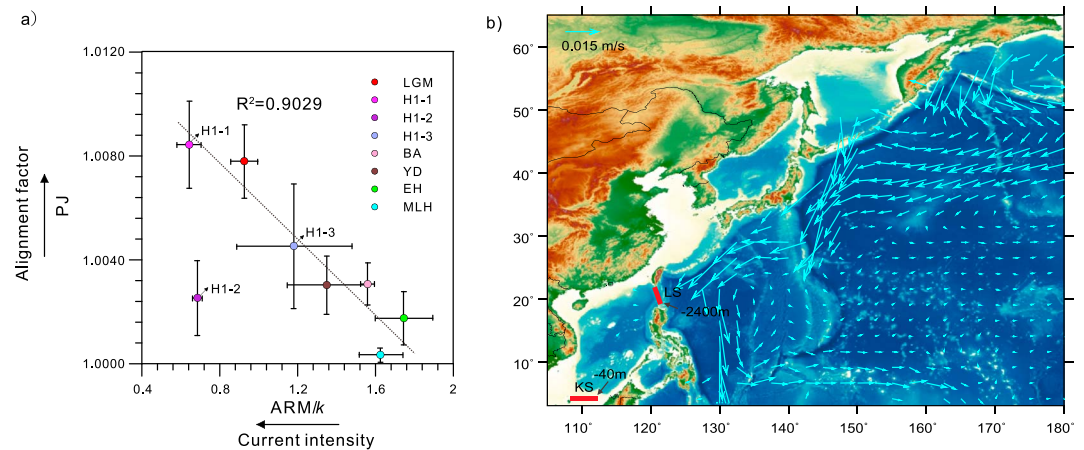 a)
1.0120
1.0080
1.0040
1.0000
Alignment factor
PJ
R²=0.9029
H1-1
H1-2
H1-3
LGM
H1-1
H1-2
H1-3
BA
YD
EH
MLH
0.4
0.8
1.2
1.6
2
ARM/k
Current intensity
b)
0.015 m/s
60°
50°
40°
30°
20°
10°
LS
-2400m
-40m
KS
110°
120°
130°
140°
150°
160°
170°
180°